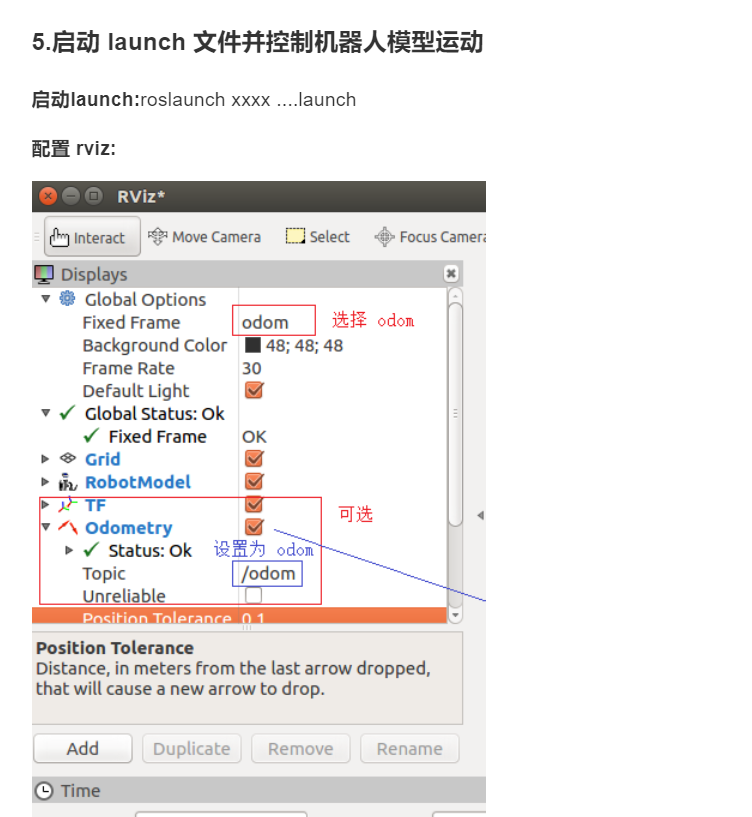 5.启动 launch 文件并控制机器人模型运动
启动launch:roslaunch xxxx ....launch
配置 rviz:
RViz*
Interact Move Camera Select Focus Camera
Displays
Global Options
Fixed Frame odom 选择 odom
Background Color 48; 48; 48
Frame Rate 30
Default Light
Global Status: Ok
Fixed Frame OK
Grid
RobotModel
TF 可选
Odometry
Status: Ok 设置为 odom
Topic /odom
Unreliable
Position Tolerance 0.1
Position Tolerance
Distance, in meters from the last arrow dropped,
that will cause a new arrow to drop.
Add Duplicate Remove Rename
Time